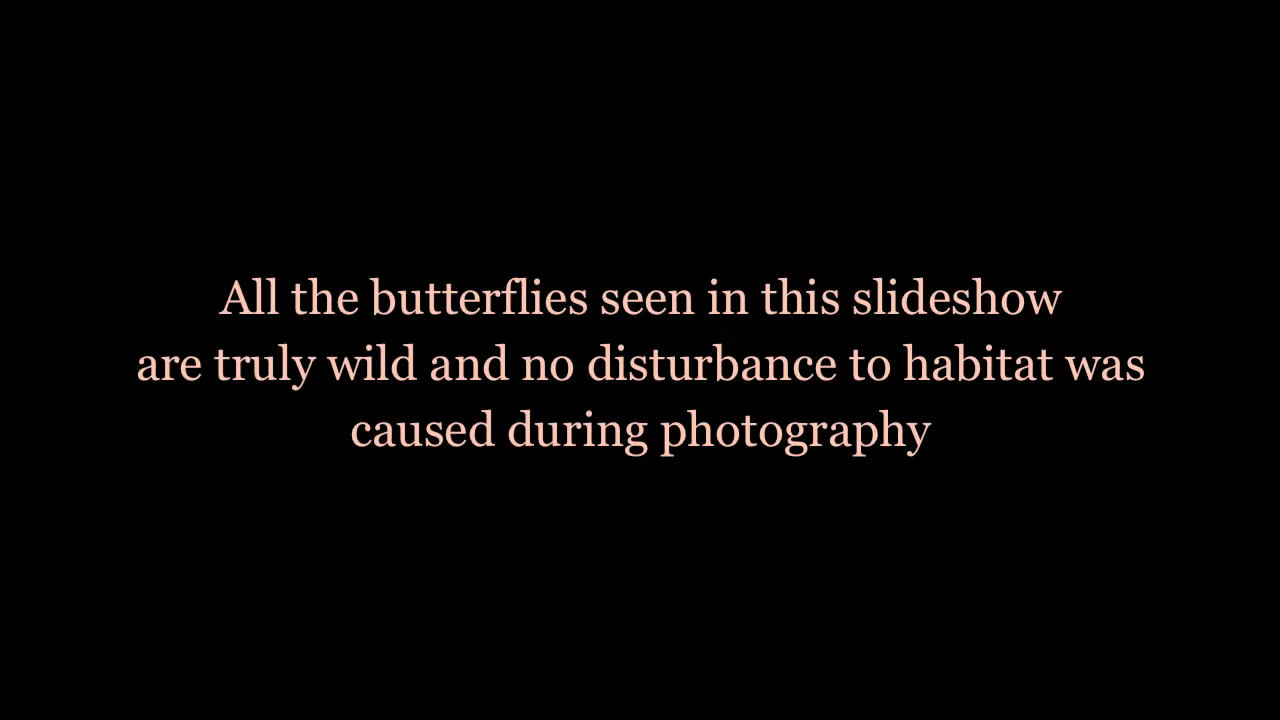 All the butterflies seen in this slideshow
are truly wild and no disturbance to habitat was
caused during photography